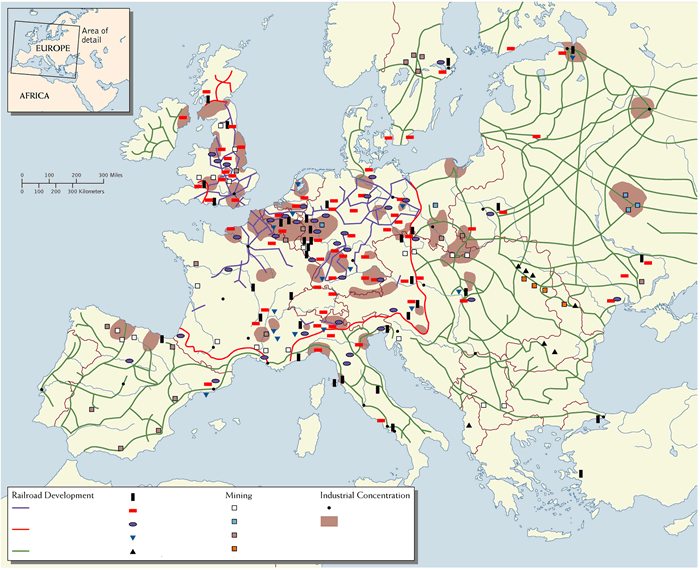 Area of
detail
EUROPE
AFRICA
0 100 200 300 Miles
0 100 200 300 Kilometers
Railroad Development
Mining
Industrial Concentration